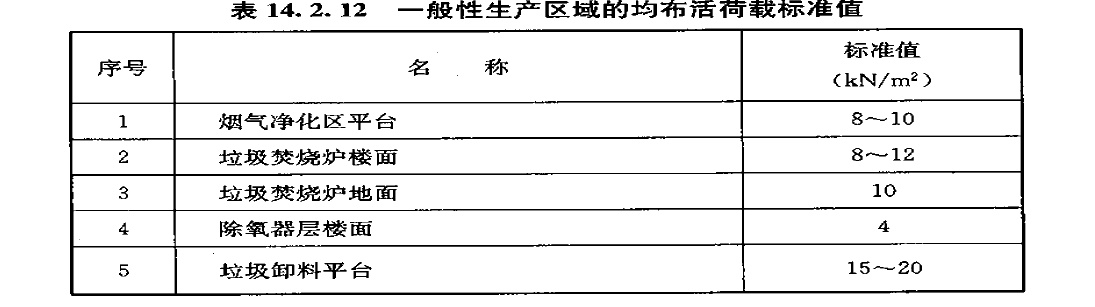 表 14.2.12 一般性生产区域的均布活荷载标准值
序号 名 称 标准值 (kN/m²)
1 烟气净化区平台 8～10
2 垃圾焚烧炉楼面 8～12
3 垃圾焚烧炉地面 10
4 除氧器层楼面 4
5 垃圾卸料平台 15～20